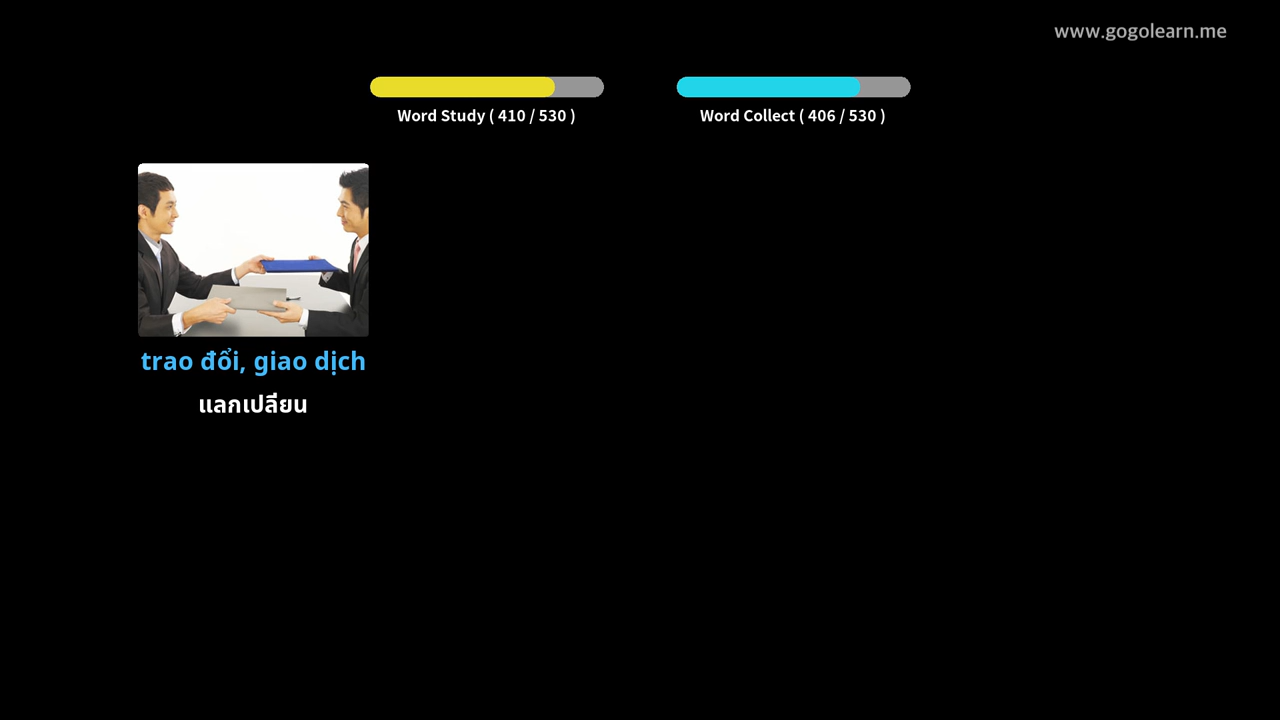 www.gogolearn.me
Word Study ( 410 / 530 )
Word Collect ( 406 / 530 )
trao đổi, giao dịch
แลกเปลี่ยน